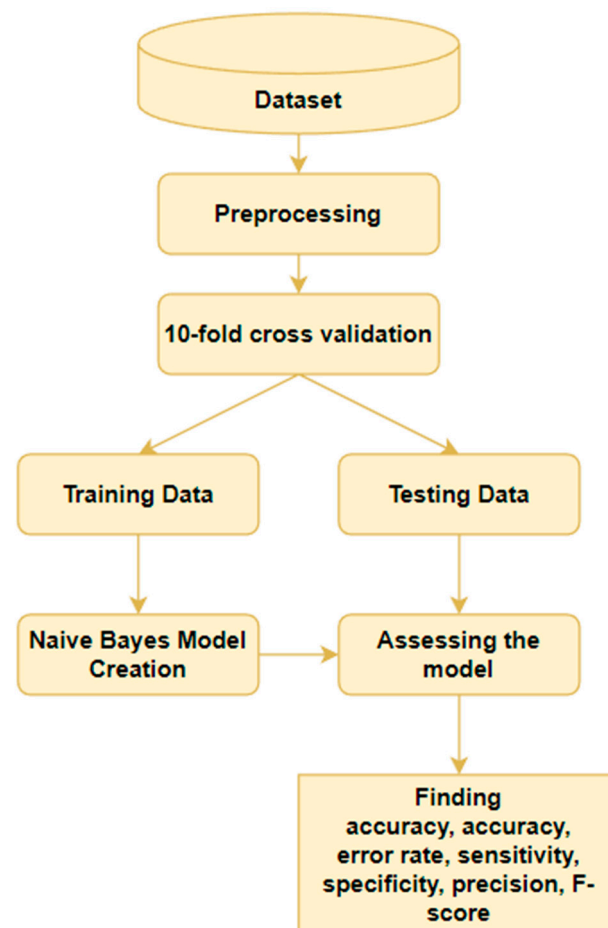 Dataset
Preprocessing
10-fold cross validation
Training Data
Testing Data
Naive Bayes Model
Creation
Assessing the
model
Finding
accuracy, accuracy,
error rate, sensitivity,
specificity, precision, F-
score